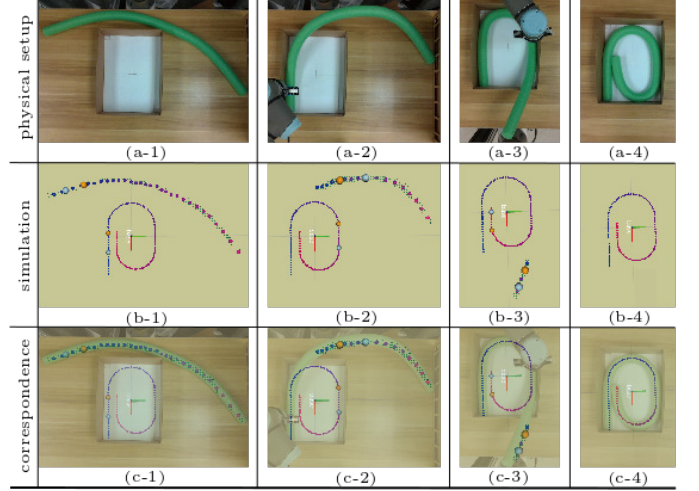 physical setup
(a-1) (a-2) (a-3) (a-4)
simulation
(b-1) (b-2) (b-3) (b-4)
correspondence
(c-1) (c-2) (c-3) (c-4)